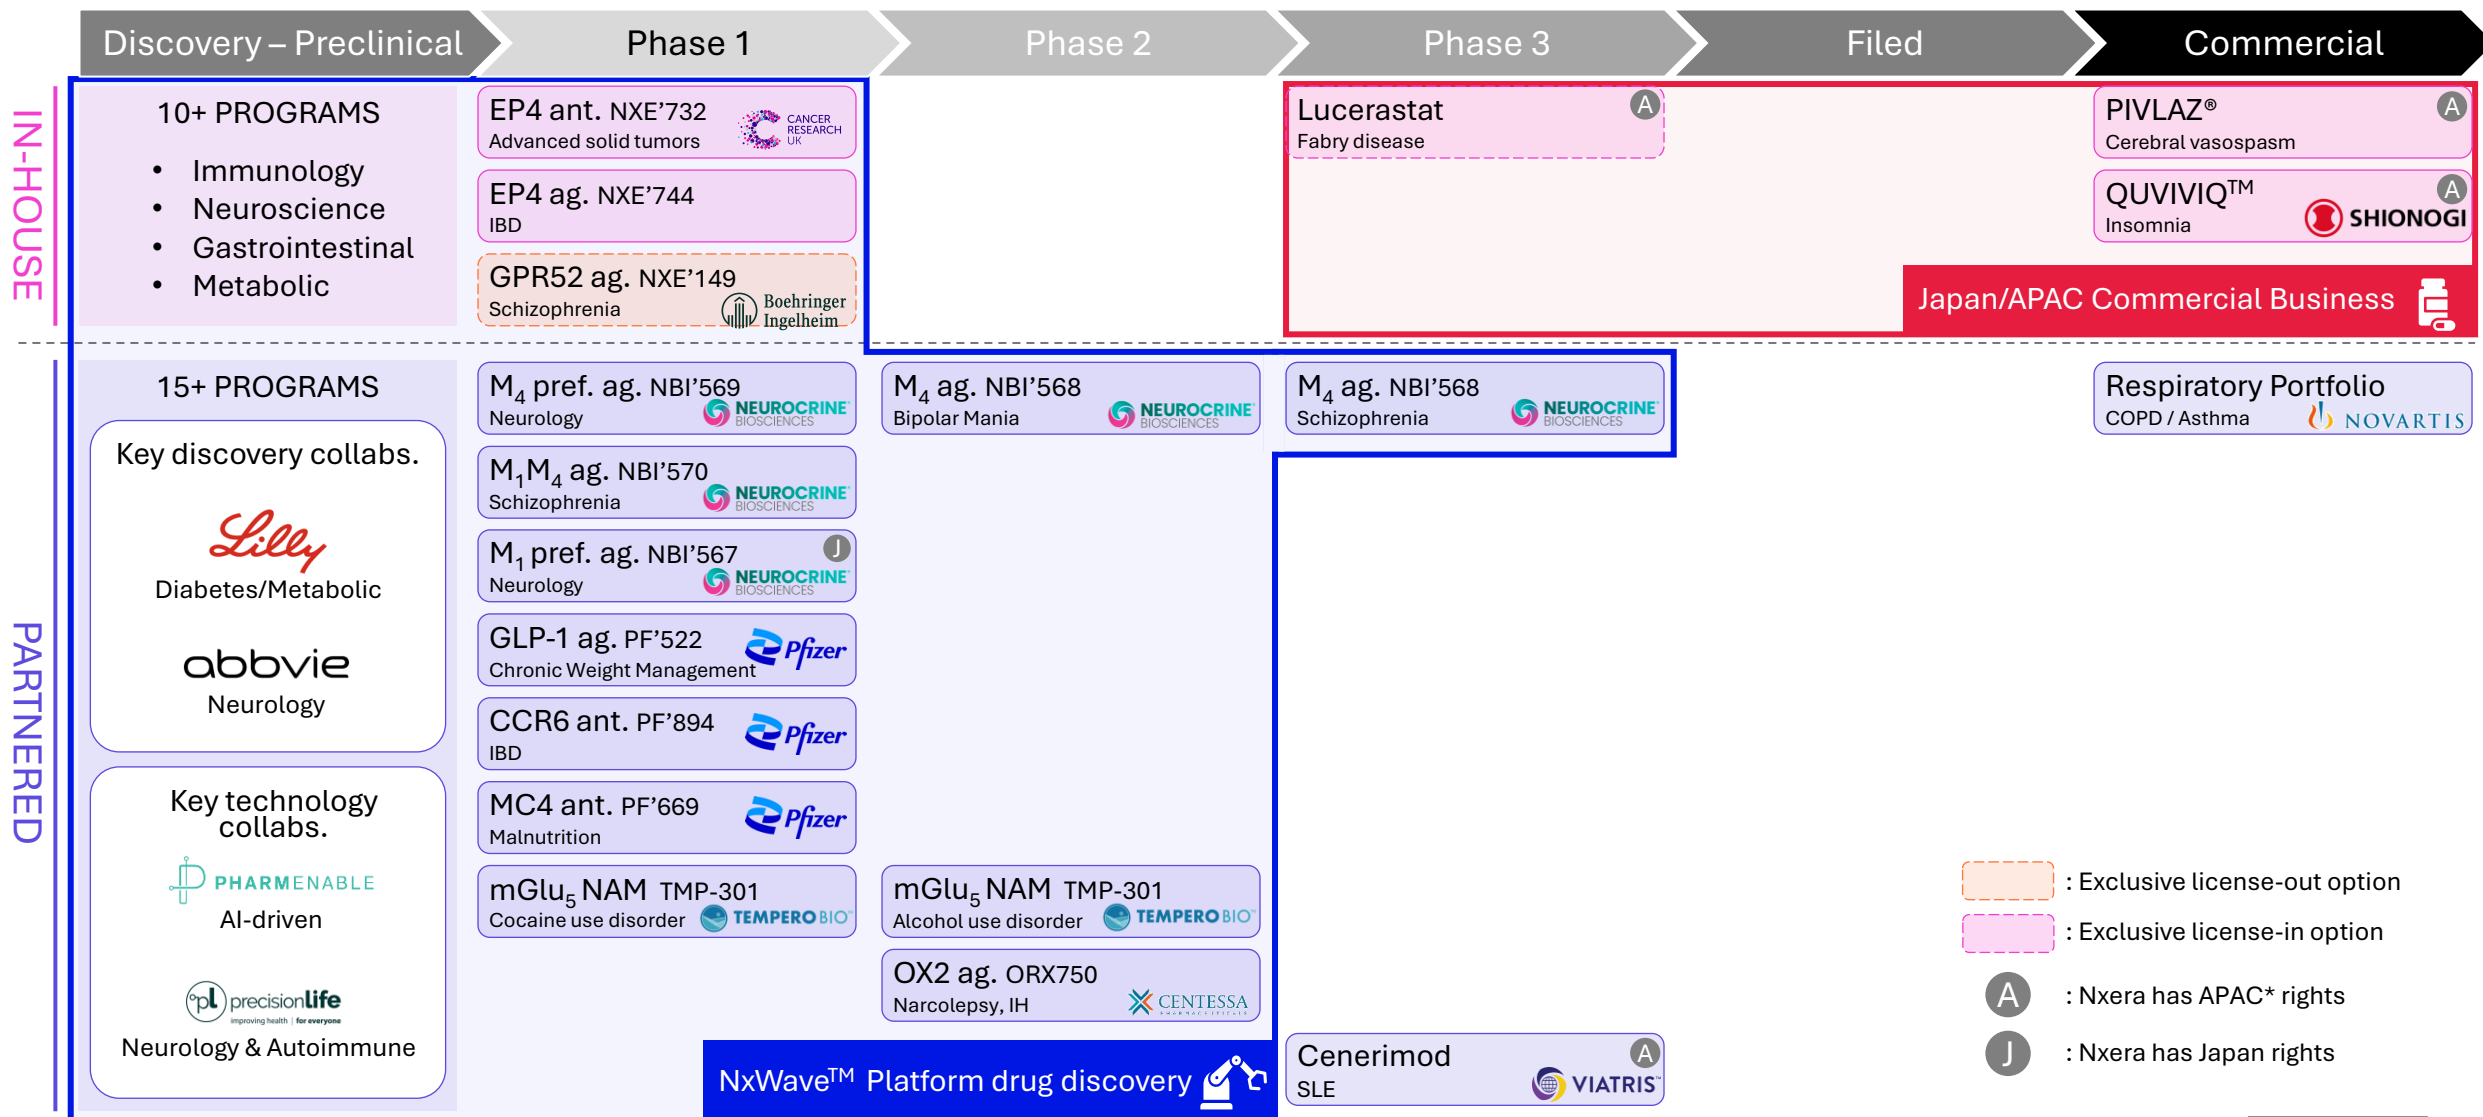 Discovery – Preclinical
Phase 1
Phase 2
Phase 3
Filed
Commercial
IN-HOUSE
10+ PROGRAMS
• Immunology
• Neuroscience
• Gastrointestinal
• Metabolic
EP4 ant. NXE’732
Advanced solid tumors
CANCER
RESEARCH
UK
EP4 ag. NXE’744
IBD
GPR52 ag. NXE’149
Schizophrenia
Boehringer
Ingelheim
Lucerastat
Fabry disease
A
PIVLAZ®
Cerebral vasospasm
A
QUVIVIQ™
Insomnia
A
SHIONOGI
Japan/APAC Commercial Business
PARTNERED
15+ PROGRAMS
Key discovery collabs.
Lilly
Diabetes/Metabolic
abbvie
Neurology
Key technology
collabs.
PHARMENABLE
AI-driven
pl precisionlife
improving health | for everyone
Neurology & Autoimmune
M₄ pref. ag. NBI’569
Neurology
NEUROCRINE
BIOSCIENCES
M₁M₄ ag. NBI’570
Schizophrenia
NEUROCRINE
BIOSCIENCES
M₁ pref. ag. NBI’567
Neurology
J
NEUROCRINE
BIOSCIENCES
GLP-1 ag. PF’522
Chronic Weight Management
Pfizer
CCR6 ant. PF’894
IBD
Pfizer
MC4 ant. PF’669
Malnutrition
Pfizer
mGlu₅ NAM TMP-301
Cocaine use disorder
TEMPERO BIO™
M₄ ag. NBI’568
Bipolar Mania
NEUROCRINE
BIOSCIENCES
mGlu₅ NAM TMP-301
Alcohol use disorder
TEMPERO BIO™
OX2 ag. ORX750
Narcolepsy, IH
CENTESSA
PHARMACEUTICALS
NxWave™ Platform drug discovery
M₄ ag. NBI’568
Schizophrenia
NEUROCRINE
BIOSCIENCES
Cenerimod
SLE
A
VIATRIS™
Respiratory Portfolio
COPD / Asthma
NOVARTIS
: Exclusive license-out option
: Exclusive license-in option
A : Nxera has APAC* rights
J : Nxera has Japan rights